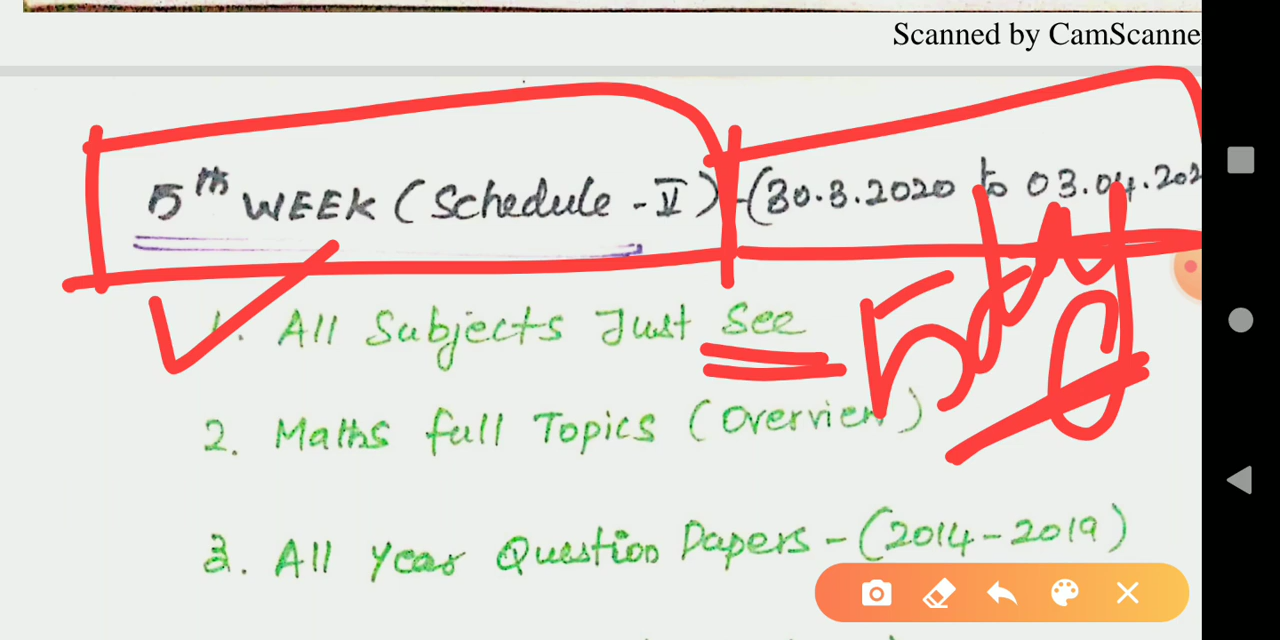 Scanned by CamScanne
5th WEEK (Schedule - V) - (30.3.2020 to 03.04.202
1. All Subjects Just See
5day
2. Maths full Topics (Overview)
3. All Year Question Papers - (2014-2019)